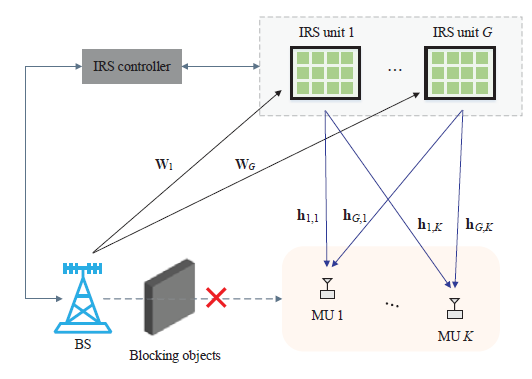 IRS unit 1
IRS unit G
IRS controller
...
W1
WG
h1,1
hG,1
h1,K
hG,K
MU 1
...
MU K
BS
Blocking objects